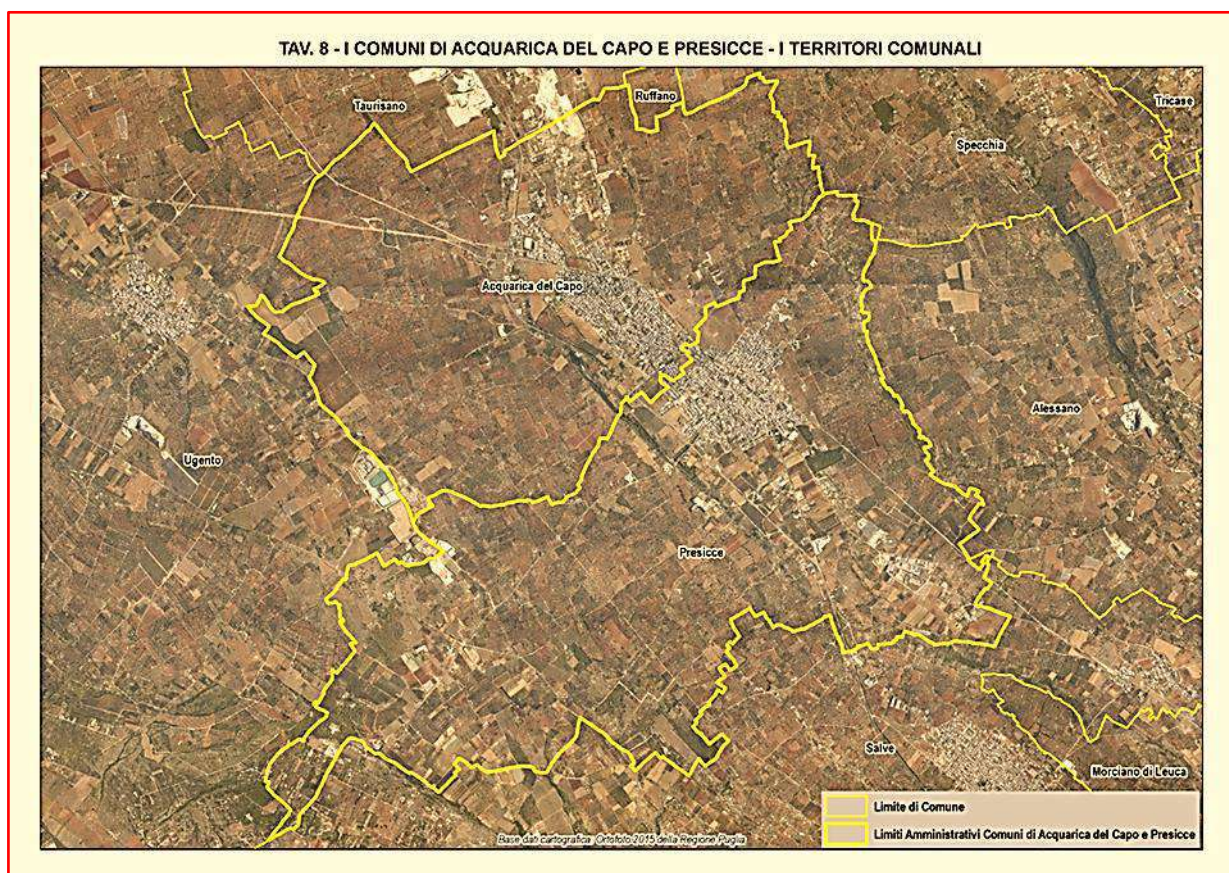 TAV. 8 - I COMUNI DI ACQUARICA DEL CAPO E PRESICCE - I TERRITORI COMUNALI
Taurisano
Ruffano
Tricase
Specchia
Acquarica del Capo
Alessano
Ugento
Presicce
Salve
Morciano di Leuca
Limite di Comune
Limiti Amministrativi Comuni di Acquarica del Capo e Presicce
Base dati cartografica: Ortofoto 2015 della Regione Puglia